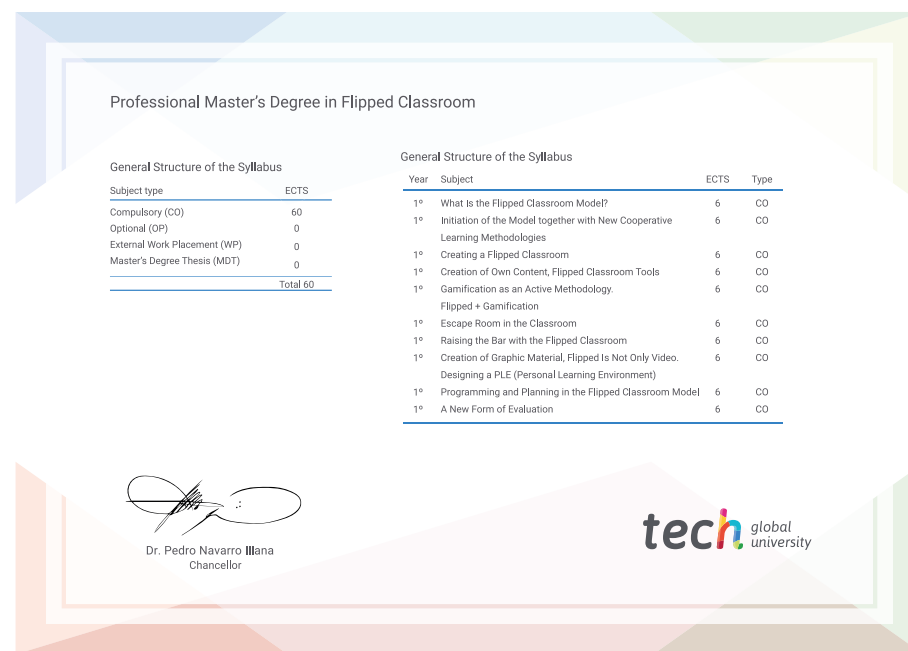 Professional Master's Degree in Flipped Classroom
General Structure of the Syllabus
Subject type ECTS
Compulsory (CO) 60
Optional (OP) 0
External Work Placement (WP) 0
Master's Degree Thesis (MDT) 0
Total 60
General Structure of the Syllabus
Year Subject ECTS Type
1º What Is the Flipped Classroom Model? 6 CO
1º Initiation of the Model together with New Cooperative 6 CO
Learning Methodologies
1º Creating a Flipped Classroom 6 CO
1º Creation of Own Content, Flipped Classroom Tools 6 CO
1º Gamification as an Active Methodology. 6 CO
Flipped + Gamification
1º Escape Room in the Classroom 6 CO
1º Raising the Bar with the Flipped Classroom 6 CO
1º Creation of Graphic Material, Flipped Is Not Only Video. 6 CO
Designing a PLE (Personal Learning Environment)
1º Programming and Planning in the Flipped Classroom Model 6 CO
1º A New Form of Evaluation 6 CO
Dr. Pedro Navarro Illana
Chancellor
tech global
university